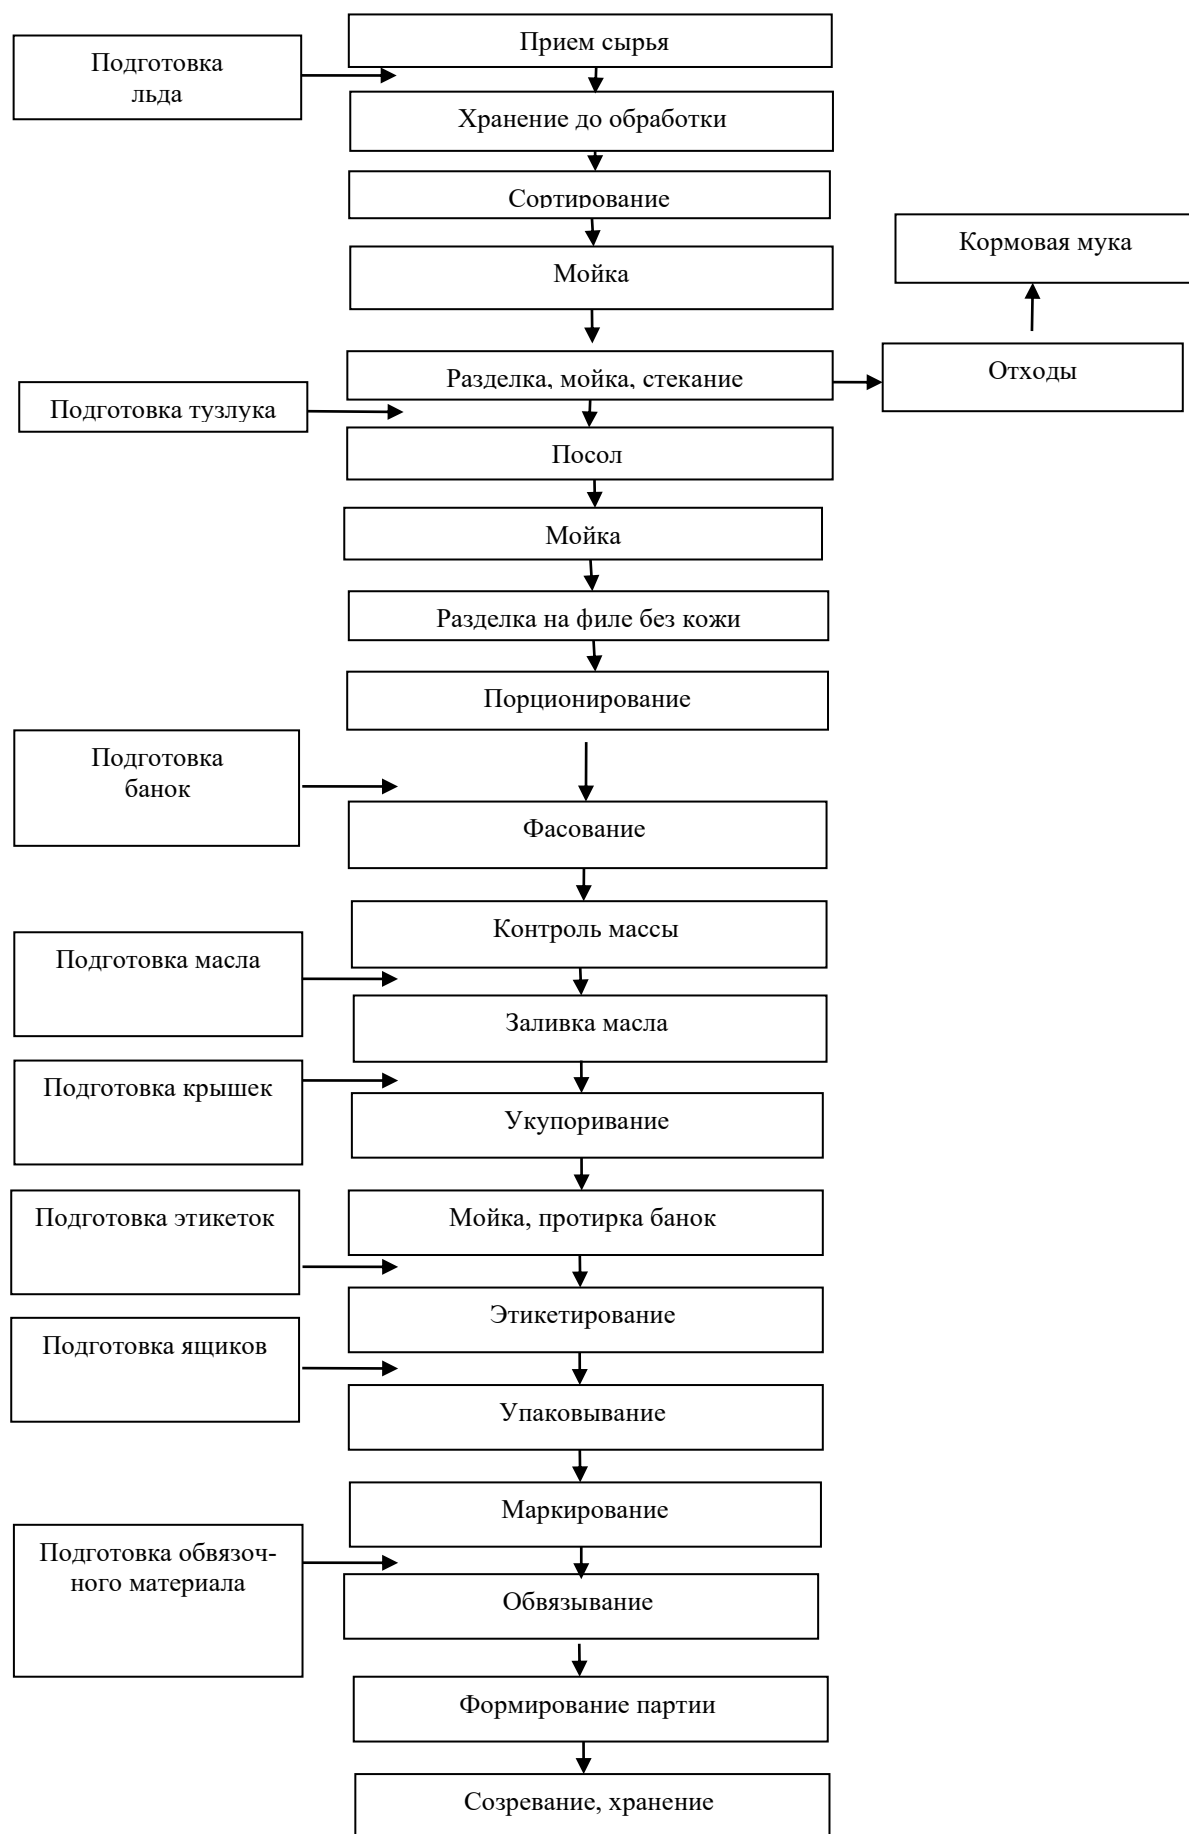 Прием сырья
Подготовка
льда
Хранение до обработки
Сортирование
Кормовая мука
Мойка
Отходы
Разделка, мойка, стекание
Подготовка тузлука
Посол
Мойка
Разделка на филе без кожи
Порционирование
Подготовка
банок
Фасование
Контроль массы
Подготовка масла
Заливка масла
Подготовка крышек
Укупоривание
Подготовка этикеток
Мойка, протирка банок
Этикетирование
Подготовка ящиков
Упаковывание
Маркирование
Подготовка обвязоч-
ного материала
Обвязывание
Формирование партии
Созревание, хранение